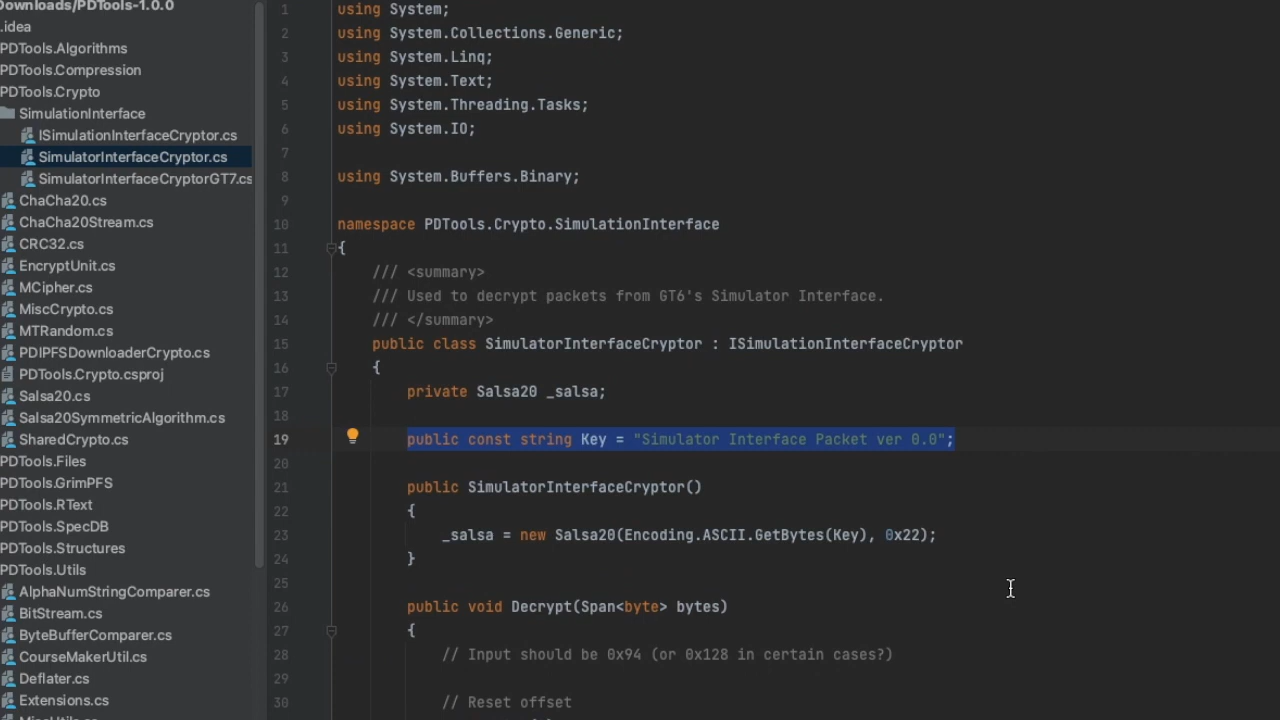 ownloads/PDTools-1.0.0
.idea
PDTools.Algorithms
PDTools.Compression
PDTools.Crypto
SimulationInterface
ISimulationInterfaceCryptor.cs
SimulatorInterfaceCryptor.cs
SimulatorInterfaceCryptorGT7.cs
ChaCha20.cs
ChaCha20Stream.cs
CRC32.cs
EncryptUnit.cs
MCipher.cs
MiscCrypto.cs
MTRandom.cs
PDIPFSDownloaderCrypto.cs
PDTools.Crypto.csproj
Salsa20.cs
Salsa20SymmetricAlgorithm.cs
SharedCrypto.cs
PDTools.Files
PDTools.GrimPFS
PDTools.RText
PDTools.SpecDB
PDTools.Structures
PDTools.Utils
AlphaNumStringComparer.cs
BitStream.cs
ByteBufferComparer.cs
CourseMakerUtil.cs
Deflater.cs
Extensions.cs
1 using System;
2 using System.Collections.Generic;
3 using System.Linq;
4 using System.Text;
5 using System.Threading.Tasks;
6 using System.IO;
7
8 using System.Buffers.Binary;
9
10 namespace PDTools.Crypto.SimulationInterface
11 {
12 /// <summary>
13 /// Used to decrypt packets from GT6's Simulator Interface.
14 /// </summary>
15 public class SimulatorInterfaceCryptor : ISimulationInterfaceCryptor
16 {
17 private Salsa20 _salsa;
18
19 public const string Key = "Simulator Interface Packet ver 0.0";
20
21 public SimulatorInterfaceCryptor()
22 {
23 _salsa = new Salsa20(Encoding.ASCII.GetBytes(Key), 0x22);
24 }
25
26 public void Decrypt(Span<byte> bytes)
27 {
28 // Input should be 0x94 (or 0x128 in certain cases?)
29
30 // Reset offset